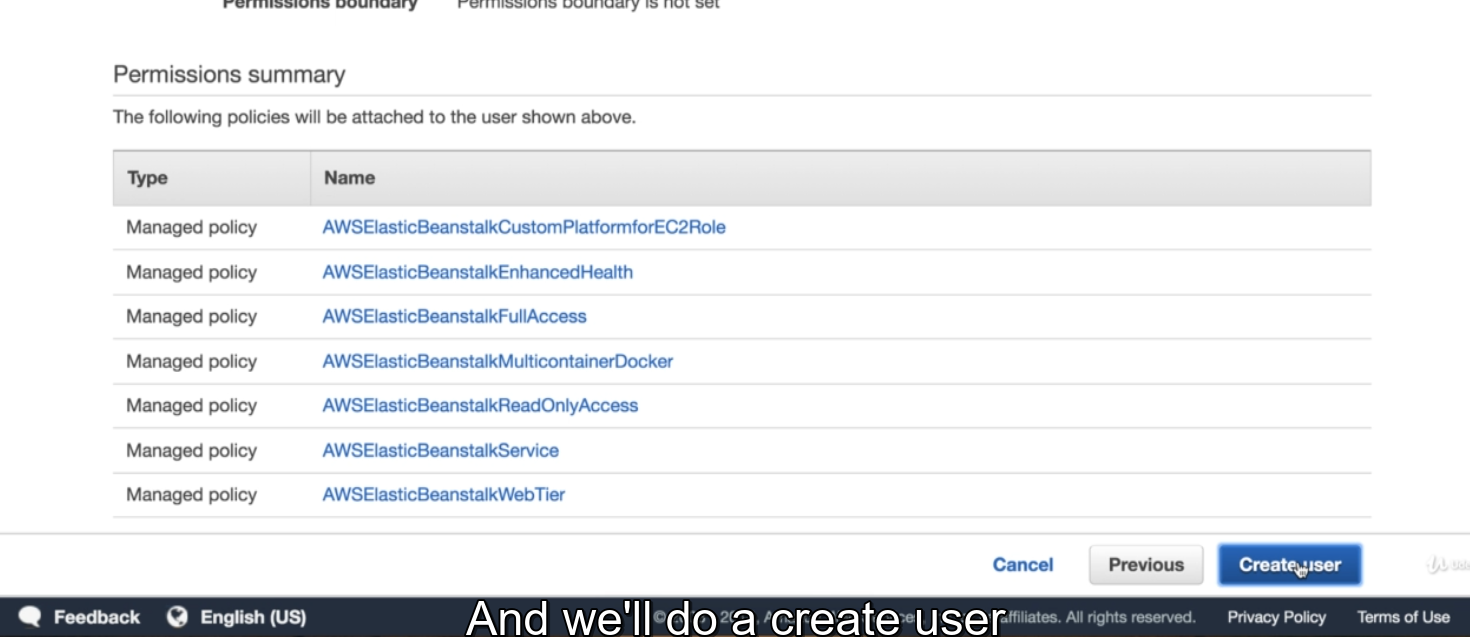 Permissions boundary Permissions boundary is not set
Permissions summary
The following policies will be attached to the user shown above.
Type Name
Managed policy AWSElasticBeanstalkCustomPlatformforEC2Role
Managed policy AWSElasticBeanstalkEnhancedHealth
Managed policy AWSElasticBeanstalkFullAccess
Managed policy AWSElasticBeanstalkMulticontainerDocker
Managed policy AWSElasticBeanstalkReadOnlyAccess
Managed policy AWSElasticBeanstalkService
Managed policy AWSElasticBeanstalkWebTier
Cancel Previous Create user
Feedback English (US) affiliates. All rights reserved. Privacy Policy Terms of Use
And we'll do a create user